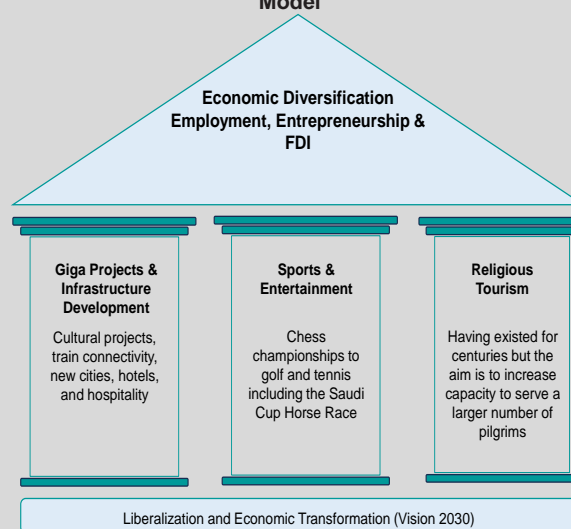 Model
Economic Diversification
Employment, Entrepreneurship &
FDI
Giga Projects &
Infrastructure
Development
Cultural projects,
train connectivity,
new cities, hotels,
and hospitality
Sports &
Entertainment
Chess
championships to
golf and tennis
including the Saudi
Cup Horse Race
Religious
Tourism
Having existed for
centuries but the
aim is to increase
capacity to serve a
larger number of
pilgrims
Liberalization and Economic Transformation (Vision 2030)